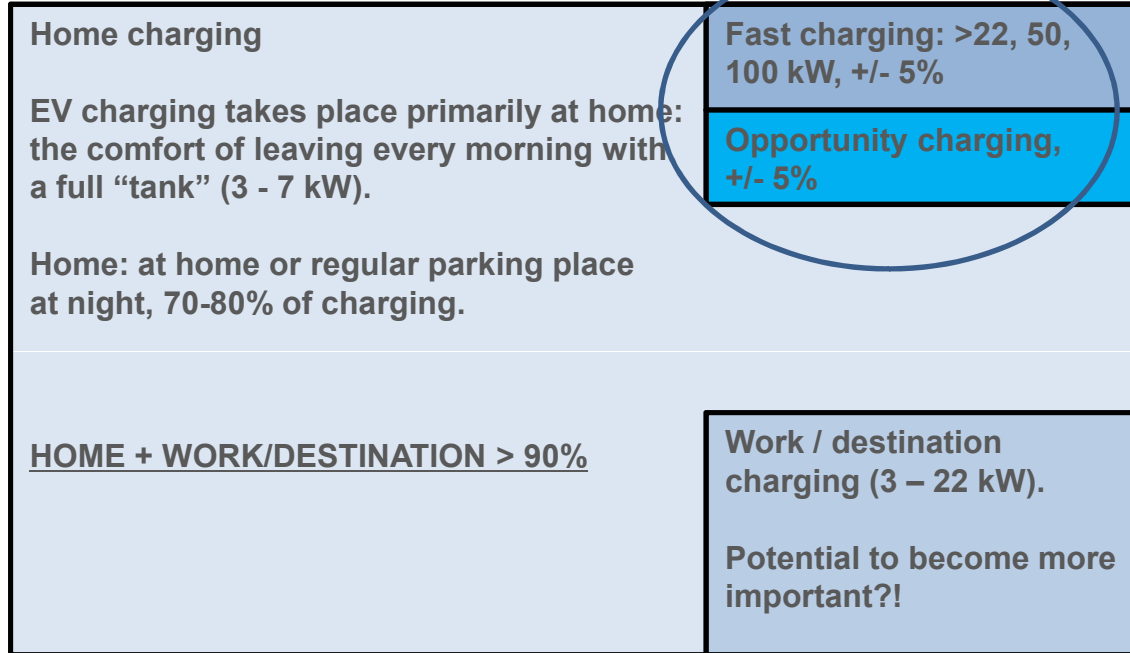 Home charging
EV charging takes place primarily at home:
the comfort of leaving every morning with
a full “tank” (3 - 7 kW).
Home: at home or regular parking place
at night, 70-80% of charging.
HOME + WORK/DESTINATION > 90%
Fast charging: >22, 50,
100 kW, +/- 5%
Opportunity charging,
+/- 5%
Work / destination
charging (3 – 22 kW).
Potential to become more
important?!